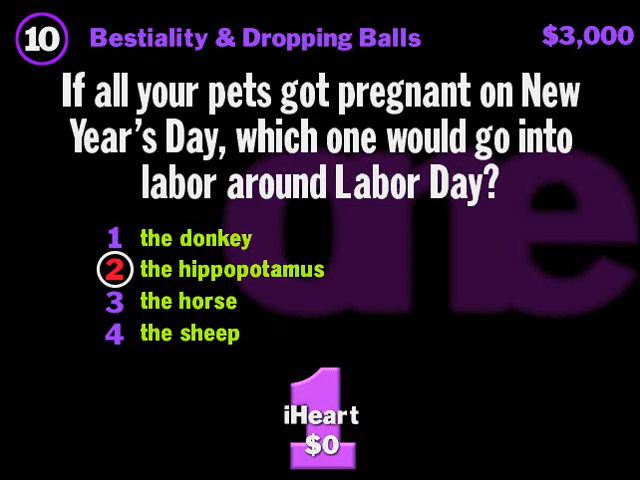 10 Bestiality & Dropping Balls $3,000
If all your pets got pregnant on New
Year's Day, which one would go into
labor around Labor Day?
1 the donkey
2 the hippopotamus
3 the horse
4 the sheep
one
1
iHeart
$0